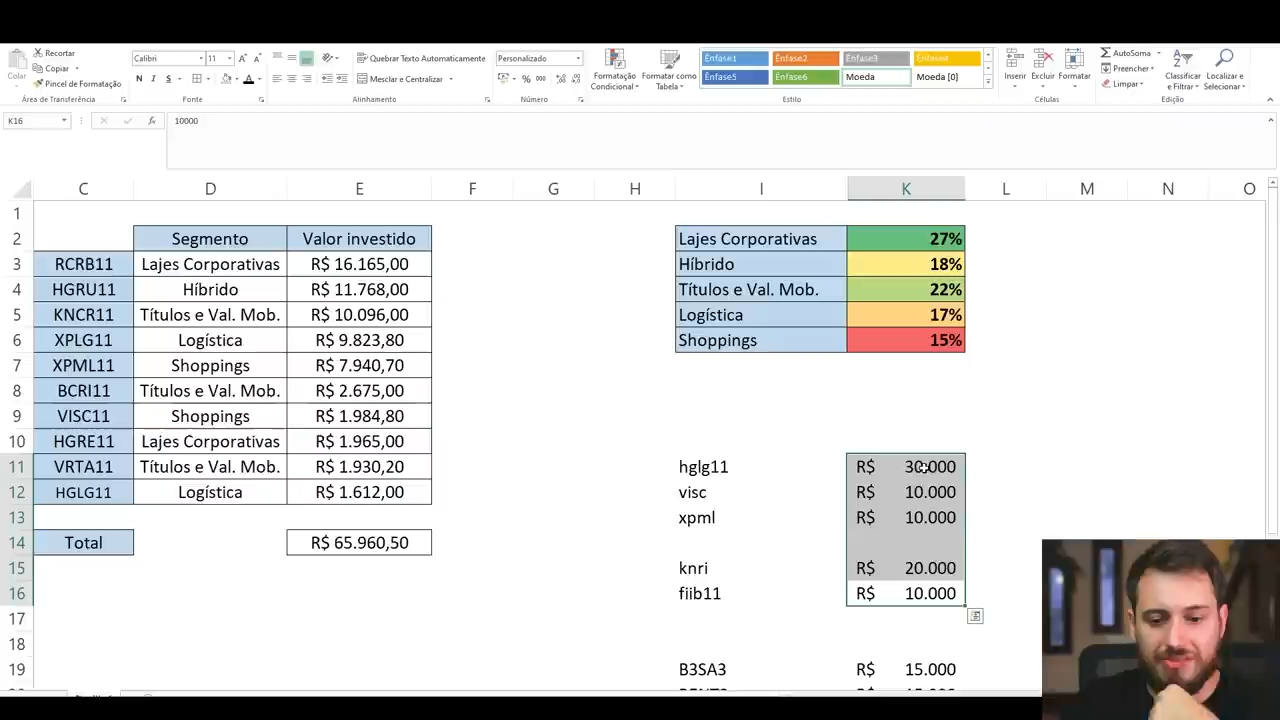 Recortar
Copiar
Pincel de Formatação
Colar
Área de Transferência
Calibri 11
N I S
Fonte
Quebrar Texto Automaticamente
Mesclar e Centralizar
Alinhamento
Personalizado
% 000
Número
Formatação Condicional
Formatar como Tabela
Ênfase1 Ênfase2 Ênfase3 Ênfase4
Ênfase5 Ênfase6 Moeda Moeda [0]
Estilo
Inserir Excluir Formatar
Células
AutoSoma
Preencher
Limpar
Classificar e Filtrar
Localizar e Selecionar
Edição
K16 fx 10000
C D E F G H I K L M N O
1
2 Segmento Valor investido Lajes Corporativas 27%
3 RCRB11 Lajes Corporativas R$ 16.165,00 Híbrido 18%
4 HGRU11 Híbrido R$ 11.768,00 Títulos e Val. Mob. 22%
5 KNCR11 Títulos e Val. Mob. R$ 10.096,00 Logística 17%
6 XPLG11 Logística R$ 9.823,80 Shoppings 15%
7 XPML11 Shoppings R$ 7.940,70
8 BCRI11 Títulos e Val. Mob. R$ 2.675,00
9 VISC11 Shoppings R$ 1.984,80
10 HGRE11 Lajes Corporativas R$ 1.965,00
11 VRTA11 Títulos e Val. Mob. R$ 1.930,20 hglg11 R$ 30.000
12 HGLG11 Logística R$ 1.612,00 visc R$ 10.000
13 xpml R$ 10.000
14 Total R$ 65.960,50
15 knri R$ 20.000
16 fiib11 R$ 10.000
17
18
19 B3SA3 R$ 15.000